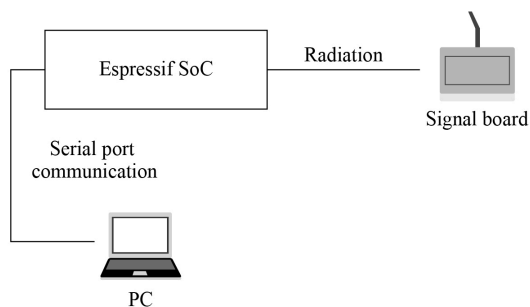 Espressif SoC
Radiation
Signal board
Serial port
communication
PC